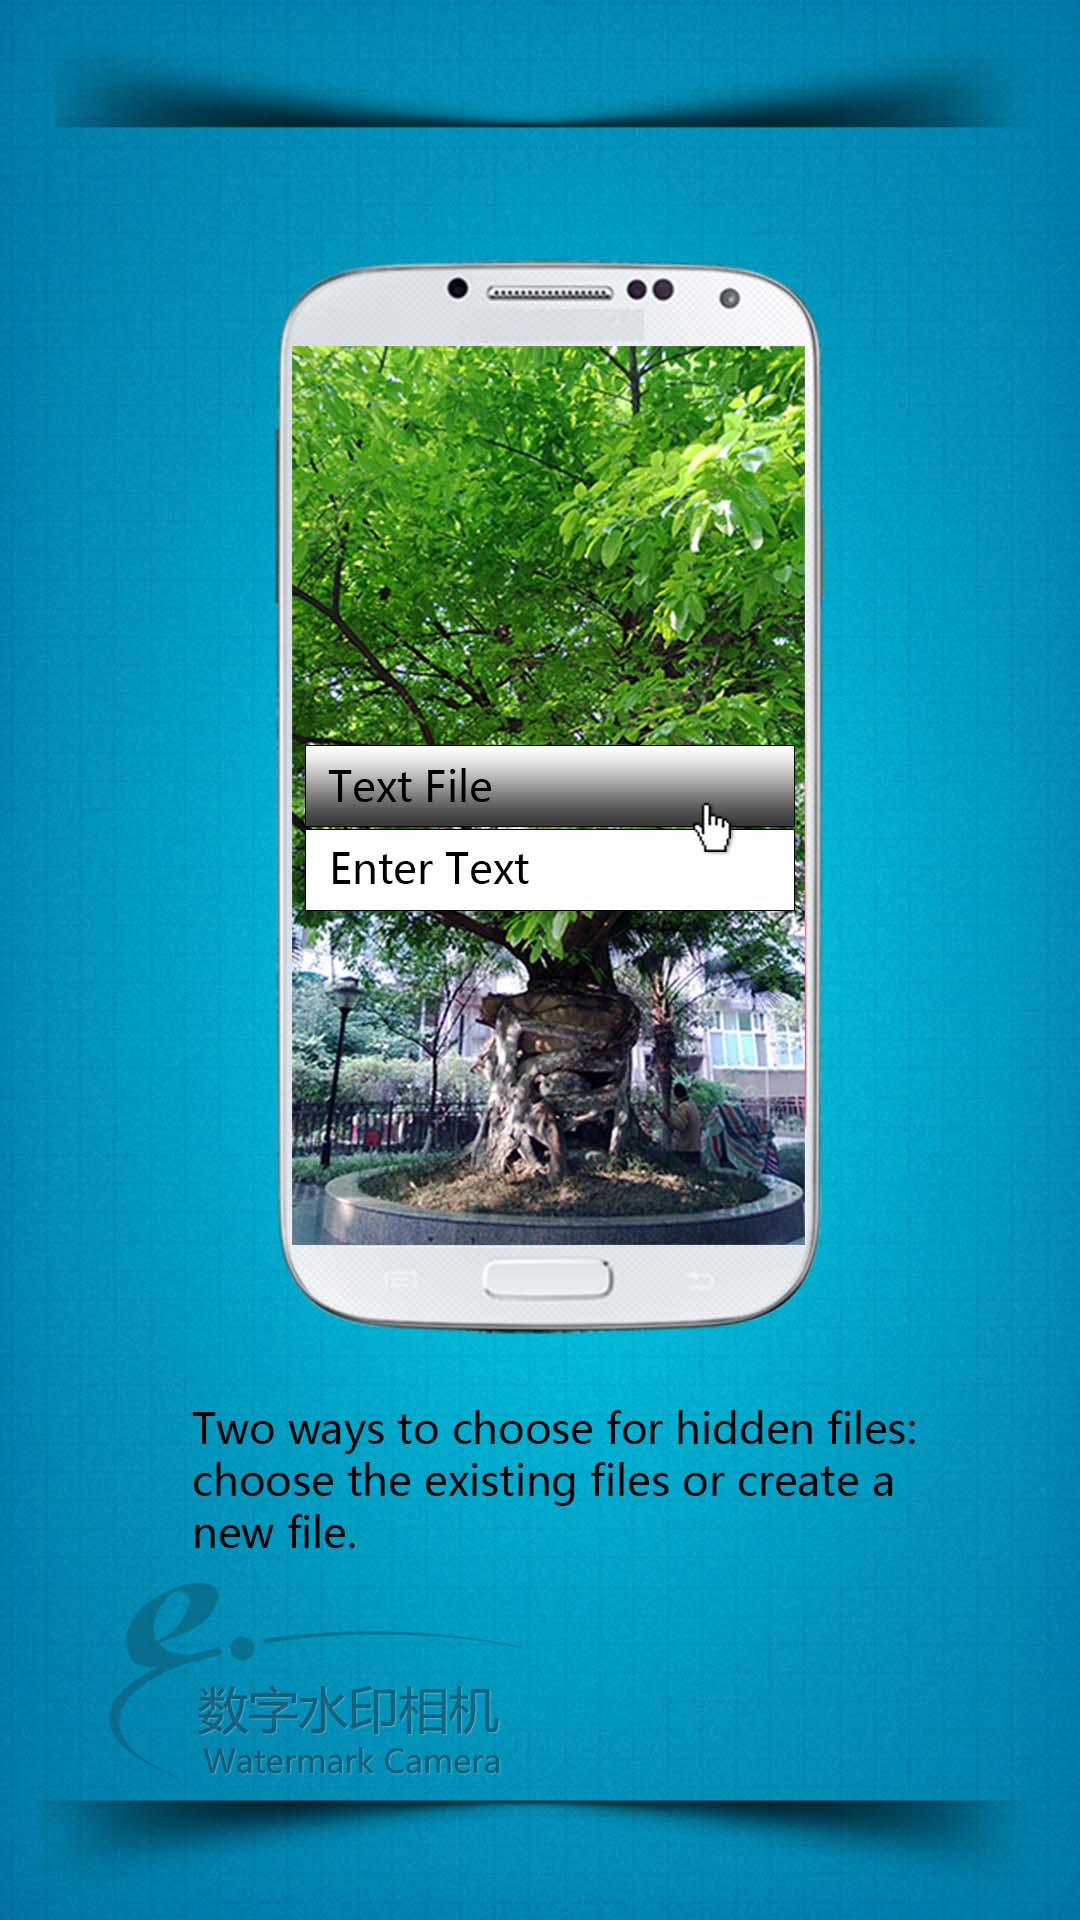 Text File
Enter Text
Two ways to choose for hidden files:
choose the existing files or create a
new file.
e.
数字水印相机
Watermark Camera